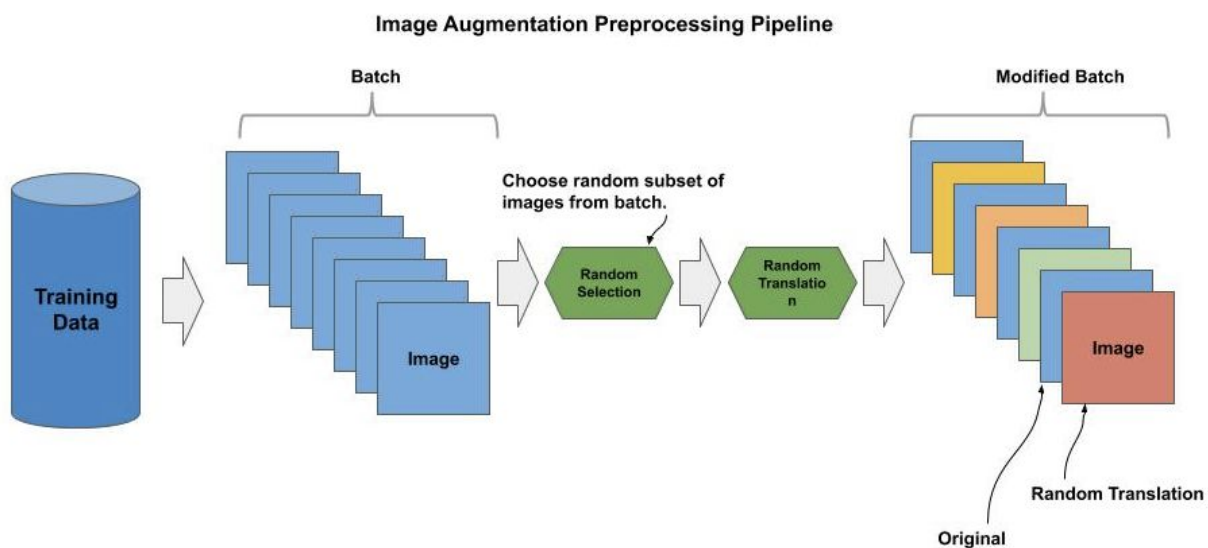 Image Augmentation Preprocessing Pipeline
Batch
Modified Batch
Choose random subset of
images from batch.
Training
Data
Random
Selection
Random
Translatio
n
Image
Image
Random Translation
Original